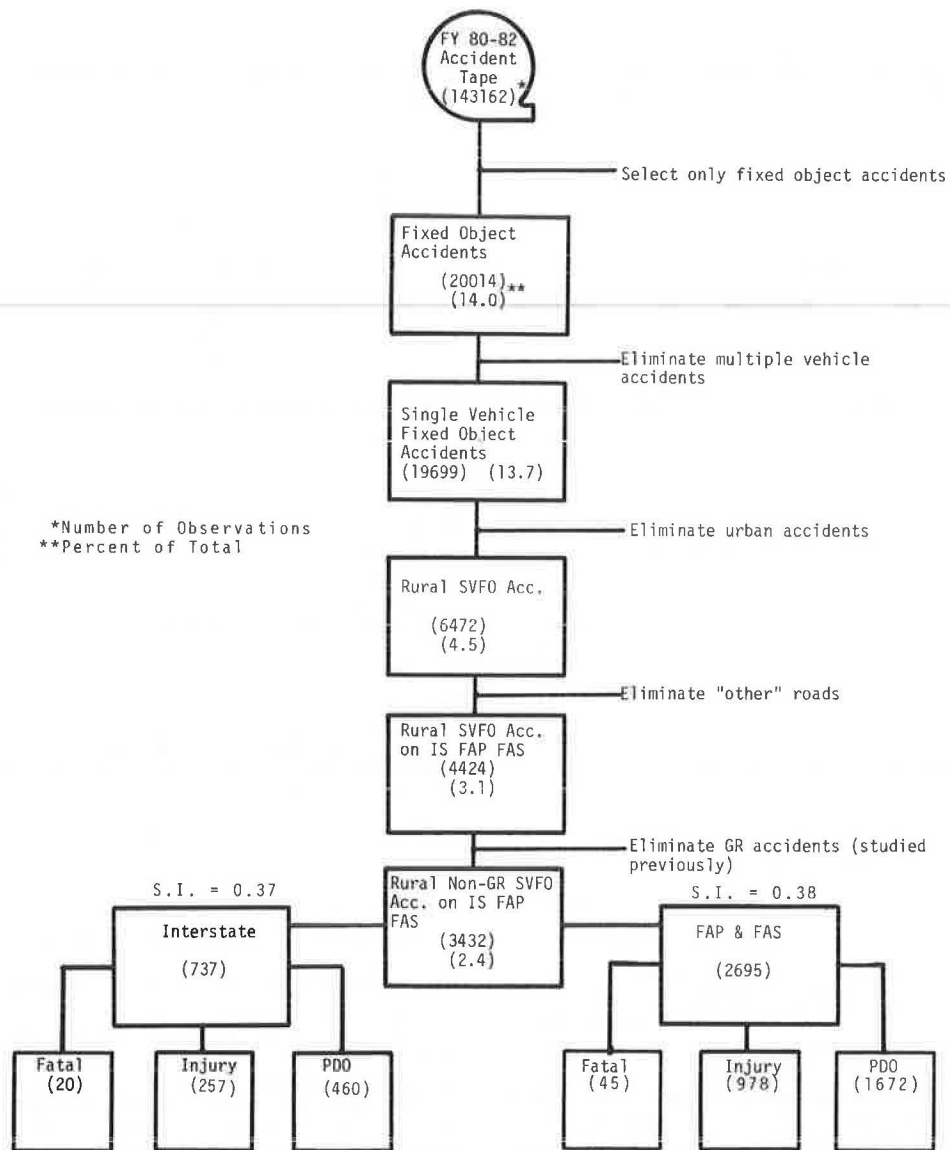 FY 80-82
Accident
Tape
(143162)*
Select only fixed object accidents
Fixed Object
Accidents
(20014)**
(14.0)
Eliminate multiple vehicle
accidents
Single Vehicle
Fixed Object
Accidents
(19699) (13.7)
*Number of Observations
**Percent of Total
Eliminate urban accidents
Rural SVFO Acc.
(6472)
(4.5)
Eliminate "other" roads
Rural SVFO Acc.
on IS FAP FAS
(4424)
(3.1)
Eliminate GR accidents (studied
previously)
Rural Non-GR SVFO
Acc. on IS FAP
FAS
(3432)
(2.4)
S.I. = 0.37
Interstate
(737)
S.I. = 0.38
FAP & FAS
(2695)
Fatal
(20)
Injury
(257)
PDO
(460)
Fatal
(45)
Injury
(978)
PDO
(1672)